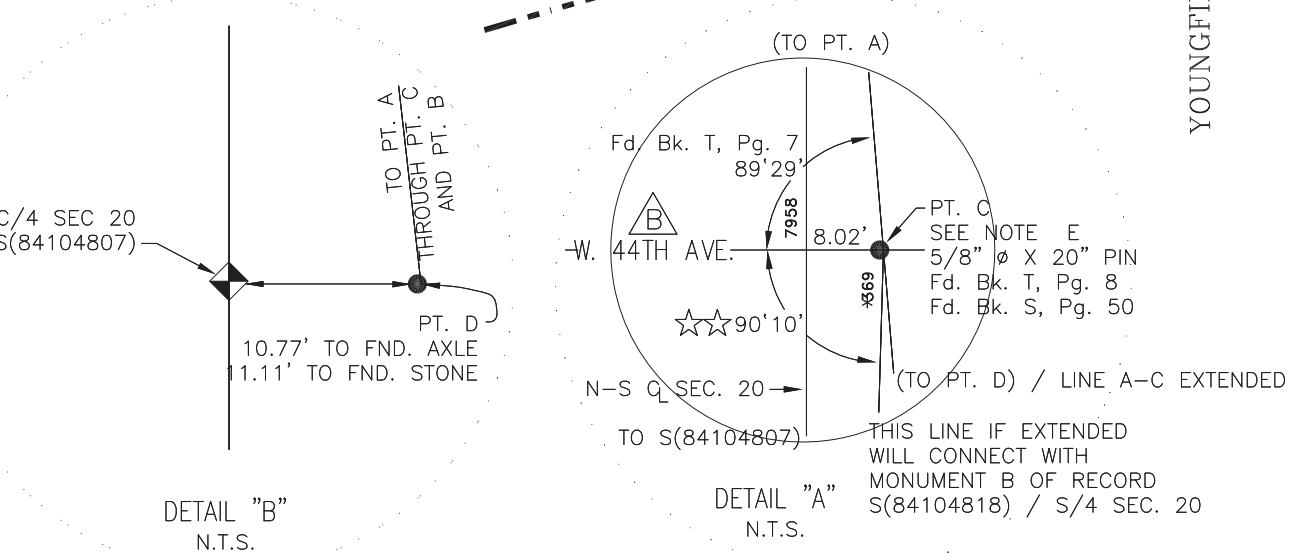 YOUNGFI
C/4 SEC 20
S(84104807)
TO PT. A
THROUGH PT. C
AND PT. B
PT. D
10.77' TO FND. AXLE
11.11' TO FND. STONE
DETAIL "B"
N.T.S.
(TO PT. A)
Fd. Bk. T, Pg. 7
89'29'
B
7958
8.02'
W. 44TH AVE.
PT. C
SEE NOTE E
5/8" ø X 20" PIN
Fd. Bk. T, Pg. 8
Fd. Bk. S, Pg. 50
369
☆☆90'10'
(TO PT. D) / LINE A-C EXTENDED
N-S ℄ SEC. 20
TO S(84104807)
THIS LINE IF EXTENDED
WILL CONNECT WITH
MONUMENT B OF RECORD
S(84104818) / S/4 SEC. 20
DETAIL "A"
N.T.S.